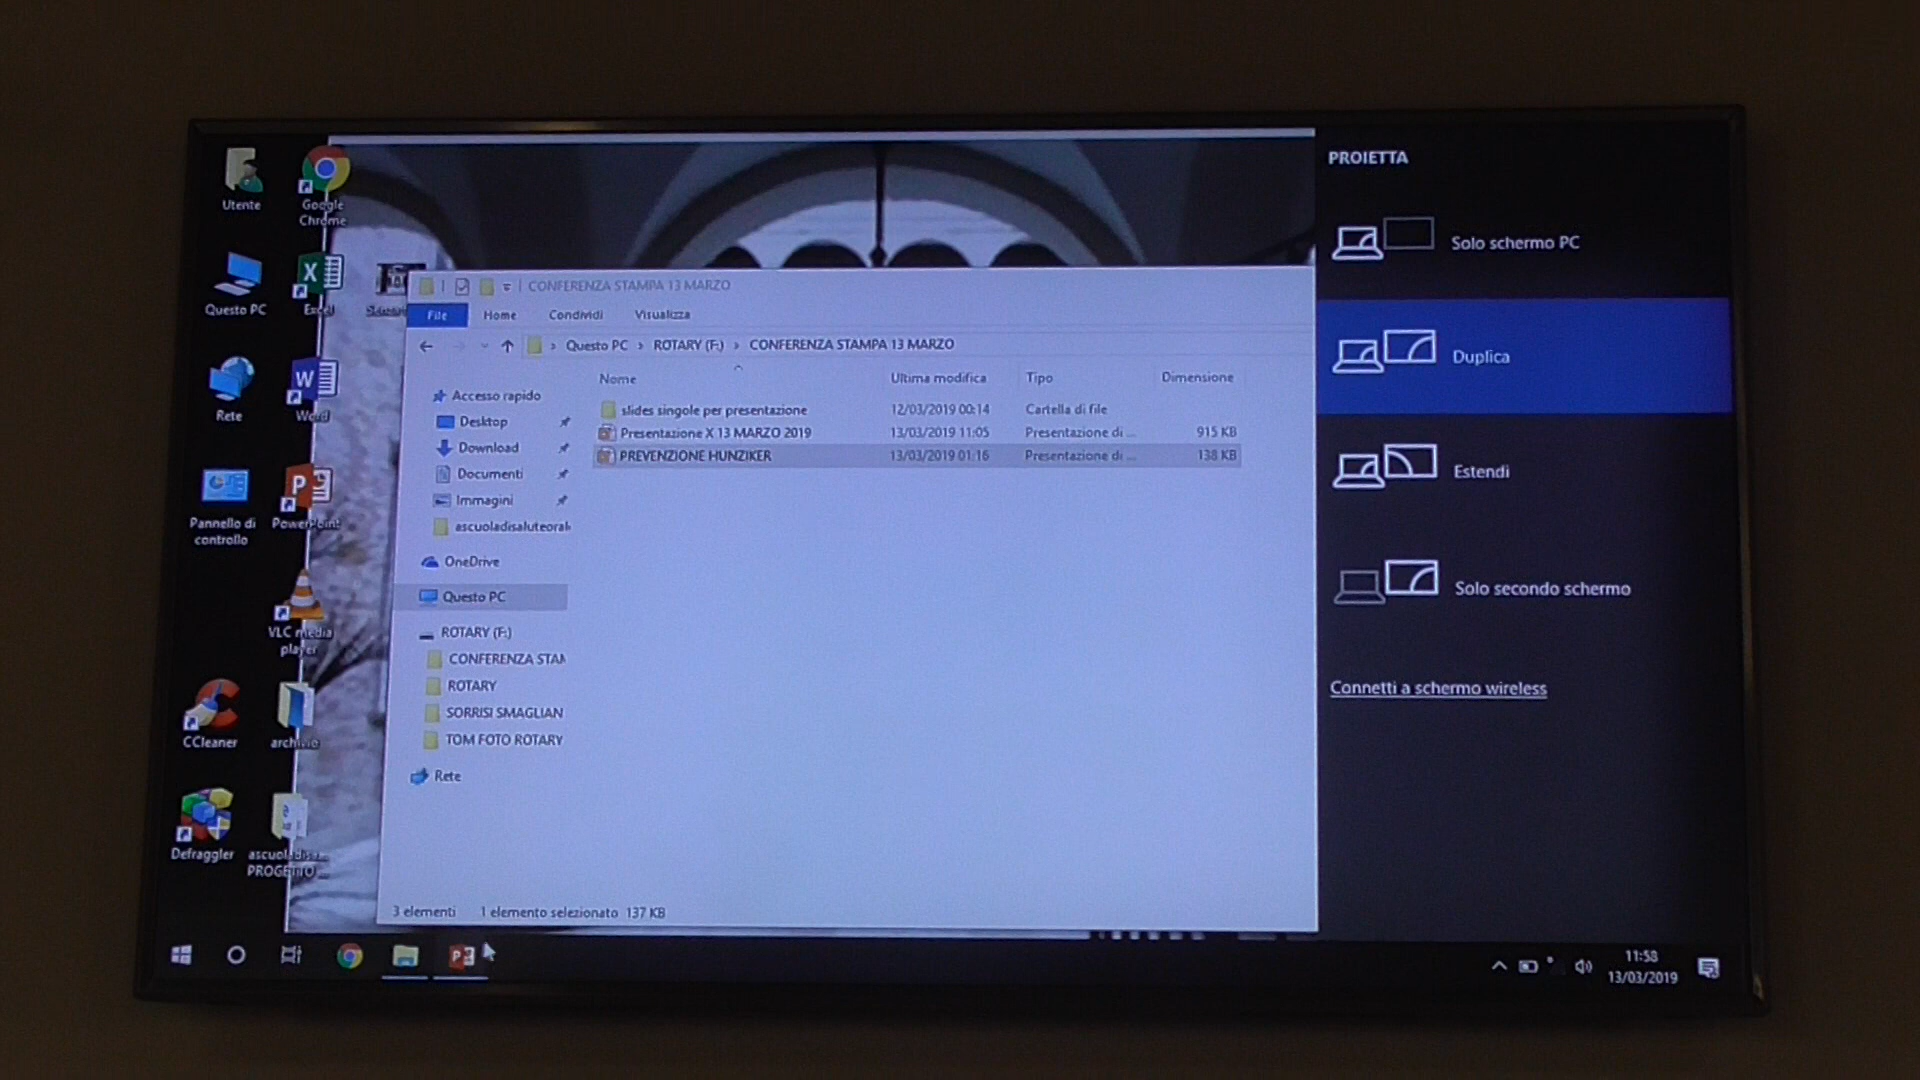 Utente
Google
Chrome
Questo PC
Excel
Rete
Word
Pannello di
controllo
PowerPoint
VLC media
player
CCleaner
archivio
Defraggler
PROGETTO ...
CONFERENZA STAMPA 13 MARZO
File Home Condividi Visualizza
Questo PC › ROTARY (F:) › CONFERENZA STAMPA 13 MARZO
Nome Ultima modifica Tipo Dimensione
slides singole per presentazione 12/03/2019 00:14 Cartella di file
Presentazione X 13 MARZO 2019 13/03/2019 11:05 Presentazione di ... 915 KB
PREVENZIONE HUNZIKER 13/03/2019 01:16 Presentazione di ... 138 KB
Accesso rapido
Desktop
Download
Documenti
Immagini
ascuoladisaluteoral
OneDrive
Questo PC
ROTARY (F:)
CONFERENZA STAM
ROTARY
SORRISI SMAGLIAN
TOM FOTO ROTARY
Rete
3 elementi 1 elemento selezionato 137 KB
PROIETTA
Solo schermo PC
Duplica
Estendi
Solo secondo schermo
Connetti a schermo wireless
11:58
13/03/2019